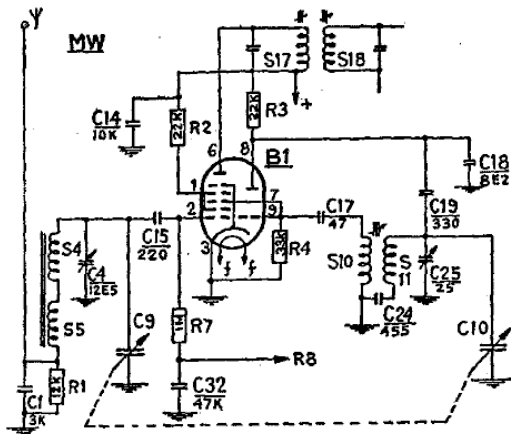 MW
S17
S18
+
C14
10K
22K
R2
22K
R3
6
8
B1
C18
8E2
1
2
7
9
3
f
f
C17
47
C19
330
C15
220
33K
R4
S10
S
11
C25
25
C24
455
S4
C4
12E5
S5
C9
1M
R7
R8
C10
R1
C1
3K
C32
47K